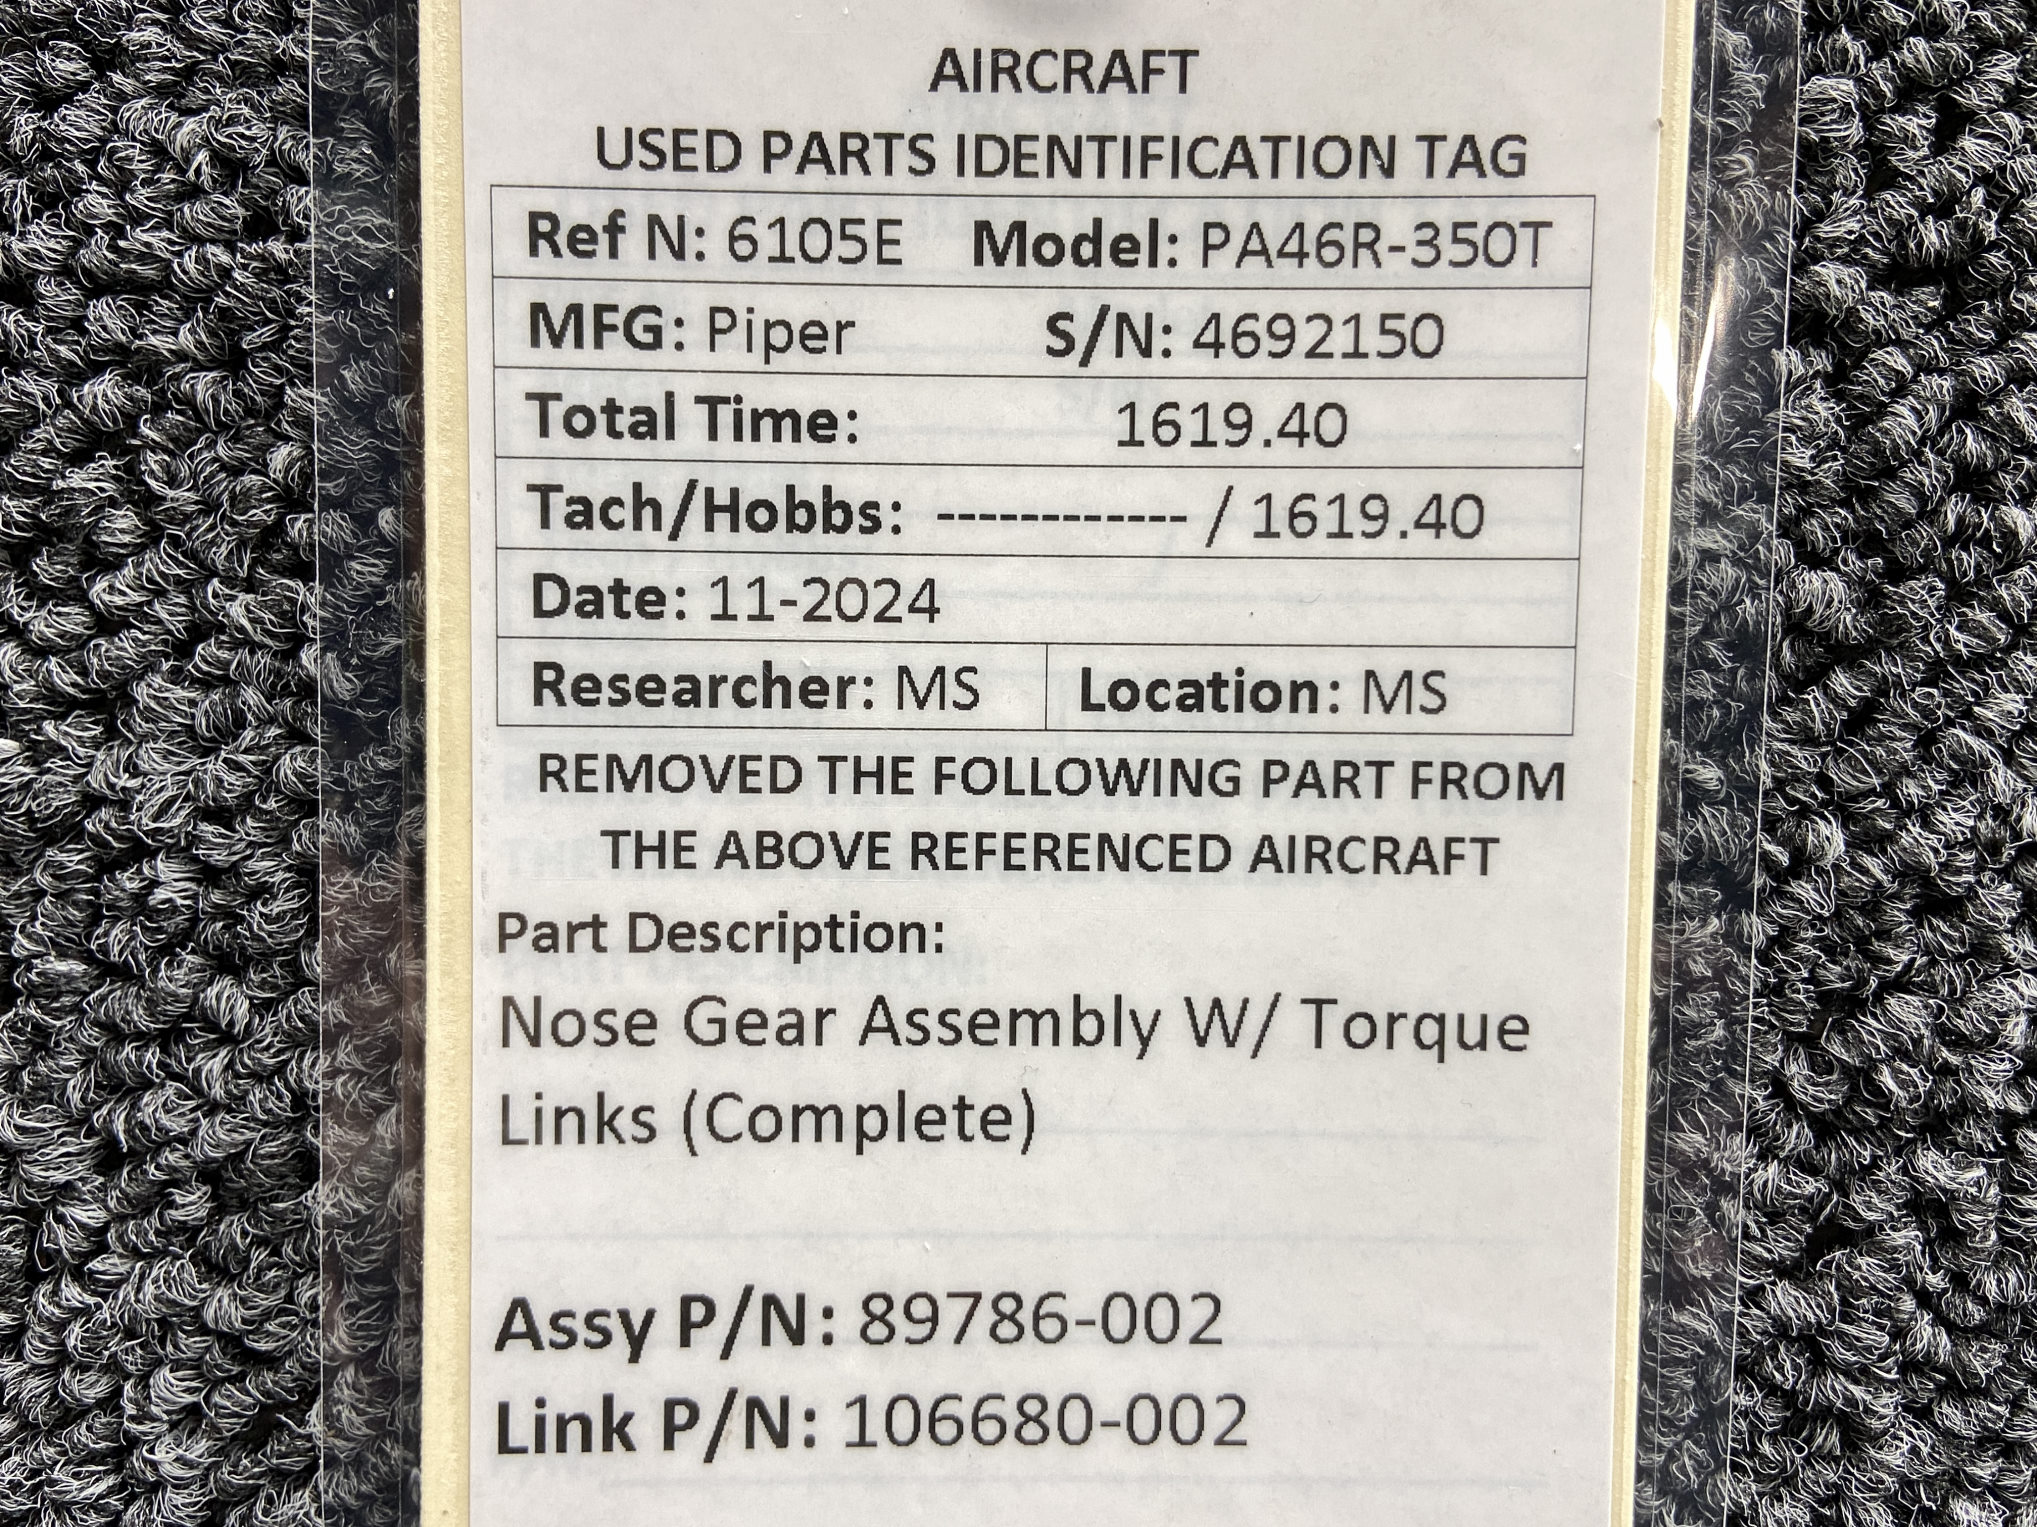 AIRCRAFT
USED PARTS IDENTIFICATION TAG
Ref N: 6105E Model: PA46R-350T
MFG: Piper S/N: 4692150
Total Time: 1619.40
Tach/Hobbs: ------------ / 1619.40
Date: 11-2024
Researcher: MS Location: MS
REMOVED THE FOLLOWING PART FROM
THE ABOVE REFERENCED AIRCRAFT
Part Description:
Nose Gear Assembly W/ Torque
Links (Complete)
Assy P/N: 89786-002
Link P/N: 106680-002